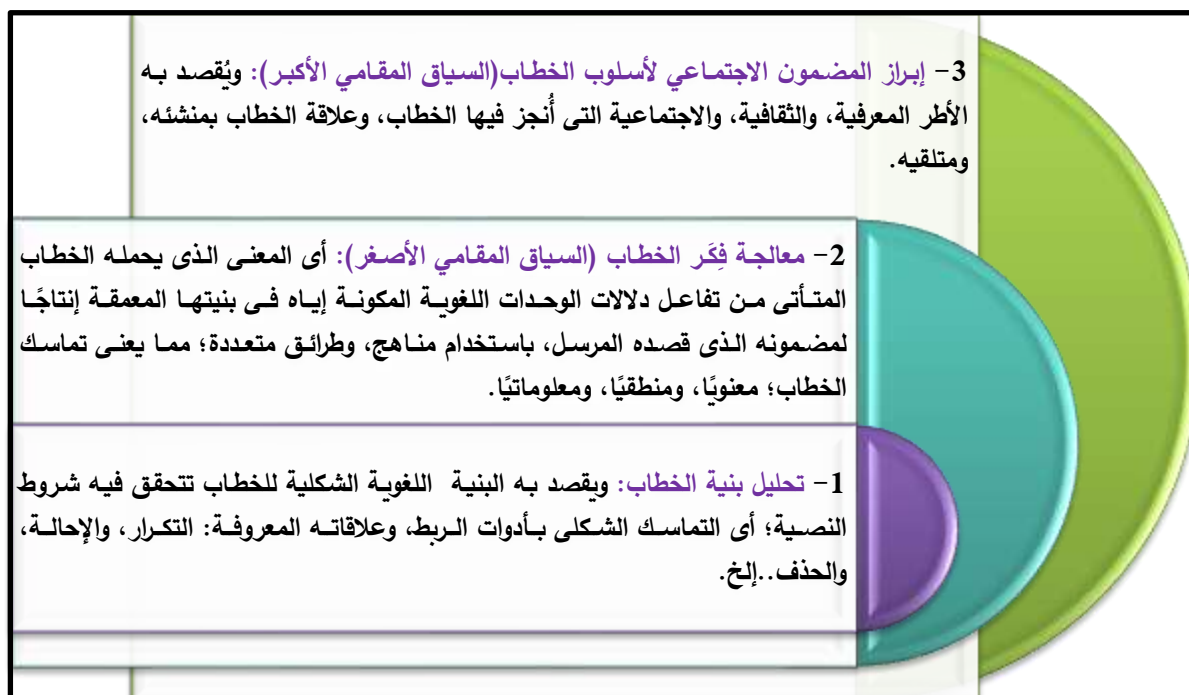 3- إبراز المضمون الاجتماعي لأسلوب الخطاب(السياق المقامي الأكبر): ويُقصد به
الأطر المعرفية، والثقافية، والاجتماعية التى أُنجز فيها الخطاب، وعلاقة الخطاب بمنشئه،
ومتلقيه.
2- معالجة فِكَر الخطاب (السياق المقامي الأصغر): أى المعنى الذى يحمله الخطاب
المتأتى من تفاعل دلالات الوحدات اللغوية المكونة إياه فى بنيتها المعمقة إنتاجًا
لمضمونه الذى قصده المرسل، باستخدام مناهج، وطرائق متعددة؛ مما يعنى تماسك
الخطاب؛ معنويًا، ومنطقيًا، ومعلوماتيًا.
1- تحليل بنية الخطاب: ويقصد به البنية اللغوية الشكلية للخطاب تتحقق فيه شروط
النصية؛ أى التماسك الشكلى بأدوات الربط، وعلاقاته المعروفة: التكرار، والإحالة،
والحذف..إلخ.